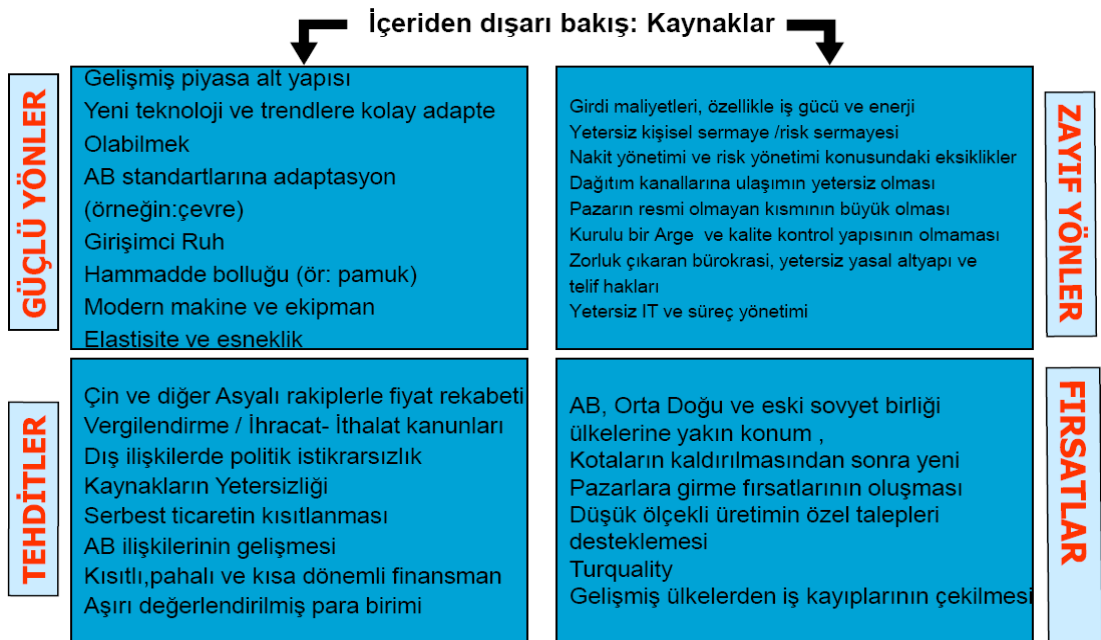 İçeriden dışarı bakış: Kaynaklar
GÜÇLÜ YÖNLER
Gelişmiş piyasa alt yapısı
Yeni teknoloji ve trendlere kolay adapte
Olabilmek
AB standartlarına adaptasyon
(örneğin:çevre)
Girişimci Ruh
Hammadde bolluğu (ör: pamuk)
Modern makine ve ekipman
Elastisite ve esneklik
Girdi maliyetleri, özellikle iş gücü ve enerji
Yetersiz kişisel sermaye /risk sermayesi
Nakit yönetimi ve risk yönetimi konusundaki eksiklikler
Dağıtım kanallarına ulaşımın yetersiz olması
Pazarın resmi olmayan kısmının büyük olması
Kurulu bir Arge ve kalite kontrol yapısının olmaması
Zorluk çıkaran bürokrasi, yetersiz yasal altyapı ve
telif hakları
Yetersiz IT ve süreç yönetimi
ZAYIF YÖNLER
TEHDİTLER
Çin ve diğer Asyalı rakiplerle fiyat rekabeti
Vergilendirme / İhracat- İthalat kanunları
Dış ilişkilerde politik istikrarsızlık
Kaynakların Yetersizliği
Serbest ticaretin kısıtlanması
AB ilişkilerinin gelişmesi
Kısıtlı,pahalı ve kısa dönemli finansman
Aşırı değerlendirilmiş para birimi
AB, Orta Doğu ve eski sovyet birliği
ülkelerine yakın konum ,
Kotaların kaldırılmasından sonra yeni
Pazarlara girme fırsatlarının oluşması
Düşük ölçekli üretimin özel talepleri
desteklemesi
Turquality
Gelişmiş ülkelerden iş kayıplarının çekilmesi
FIRSATLAR